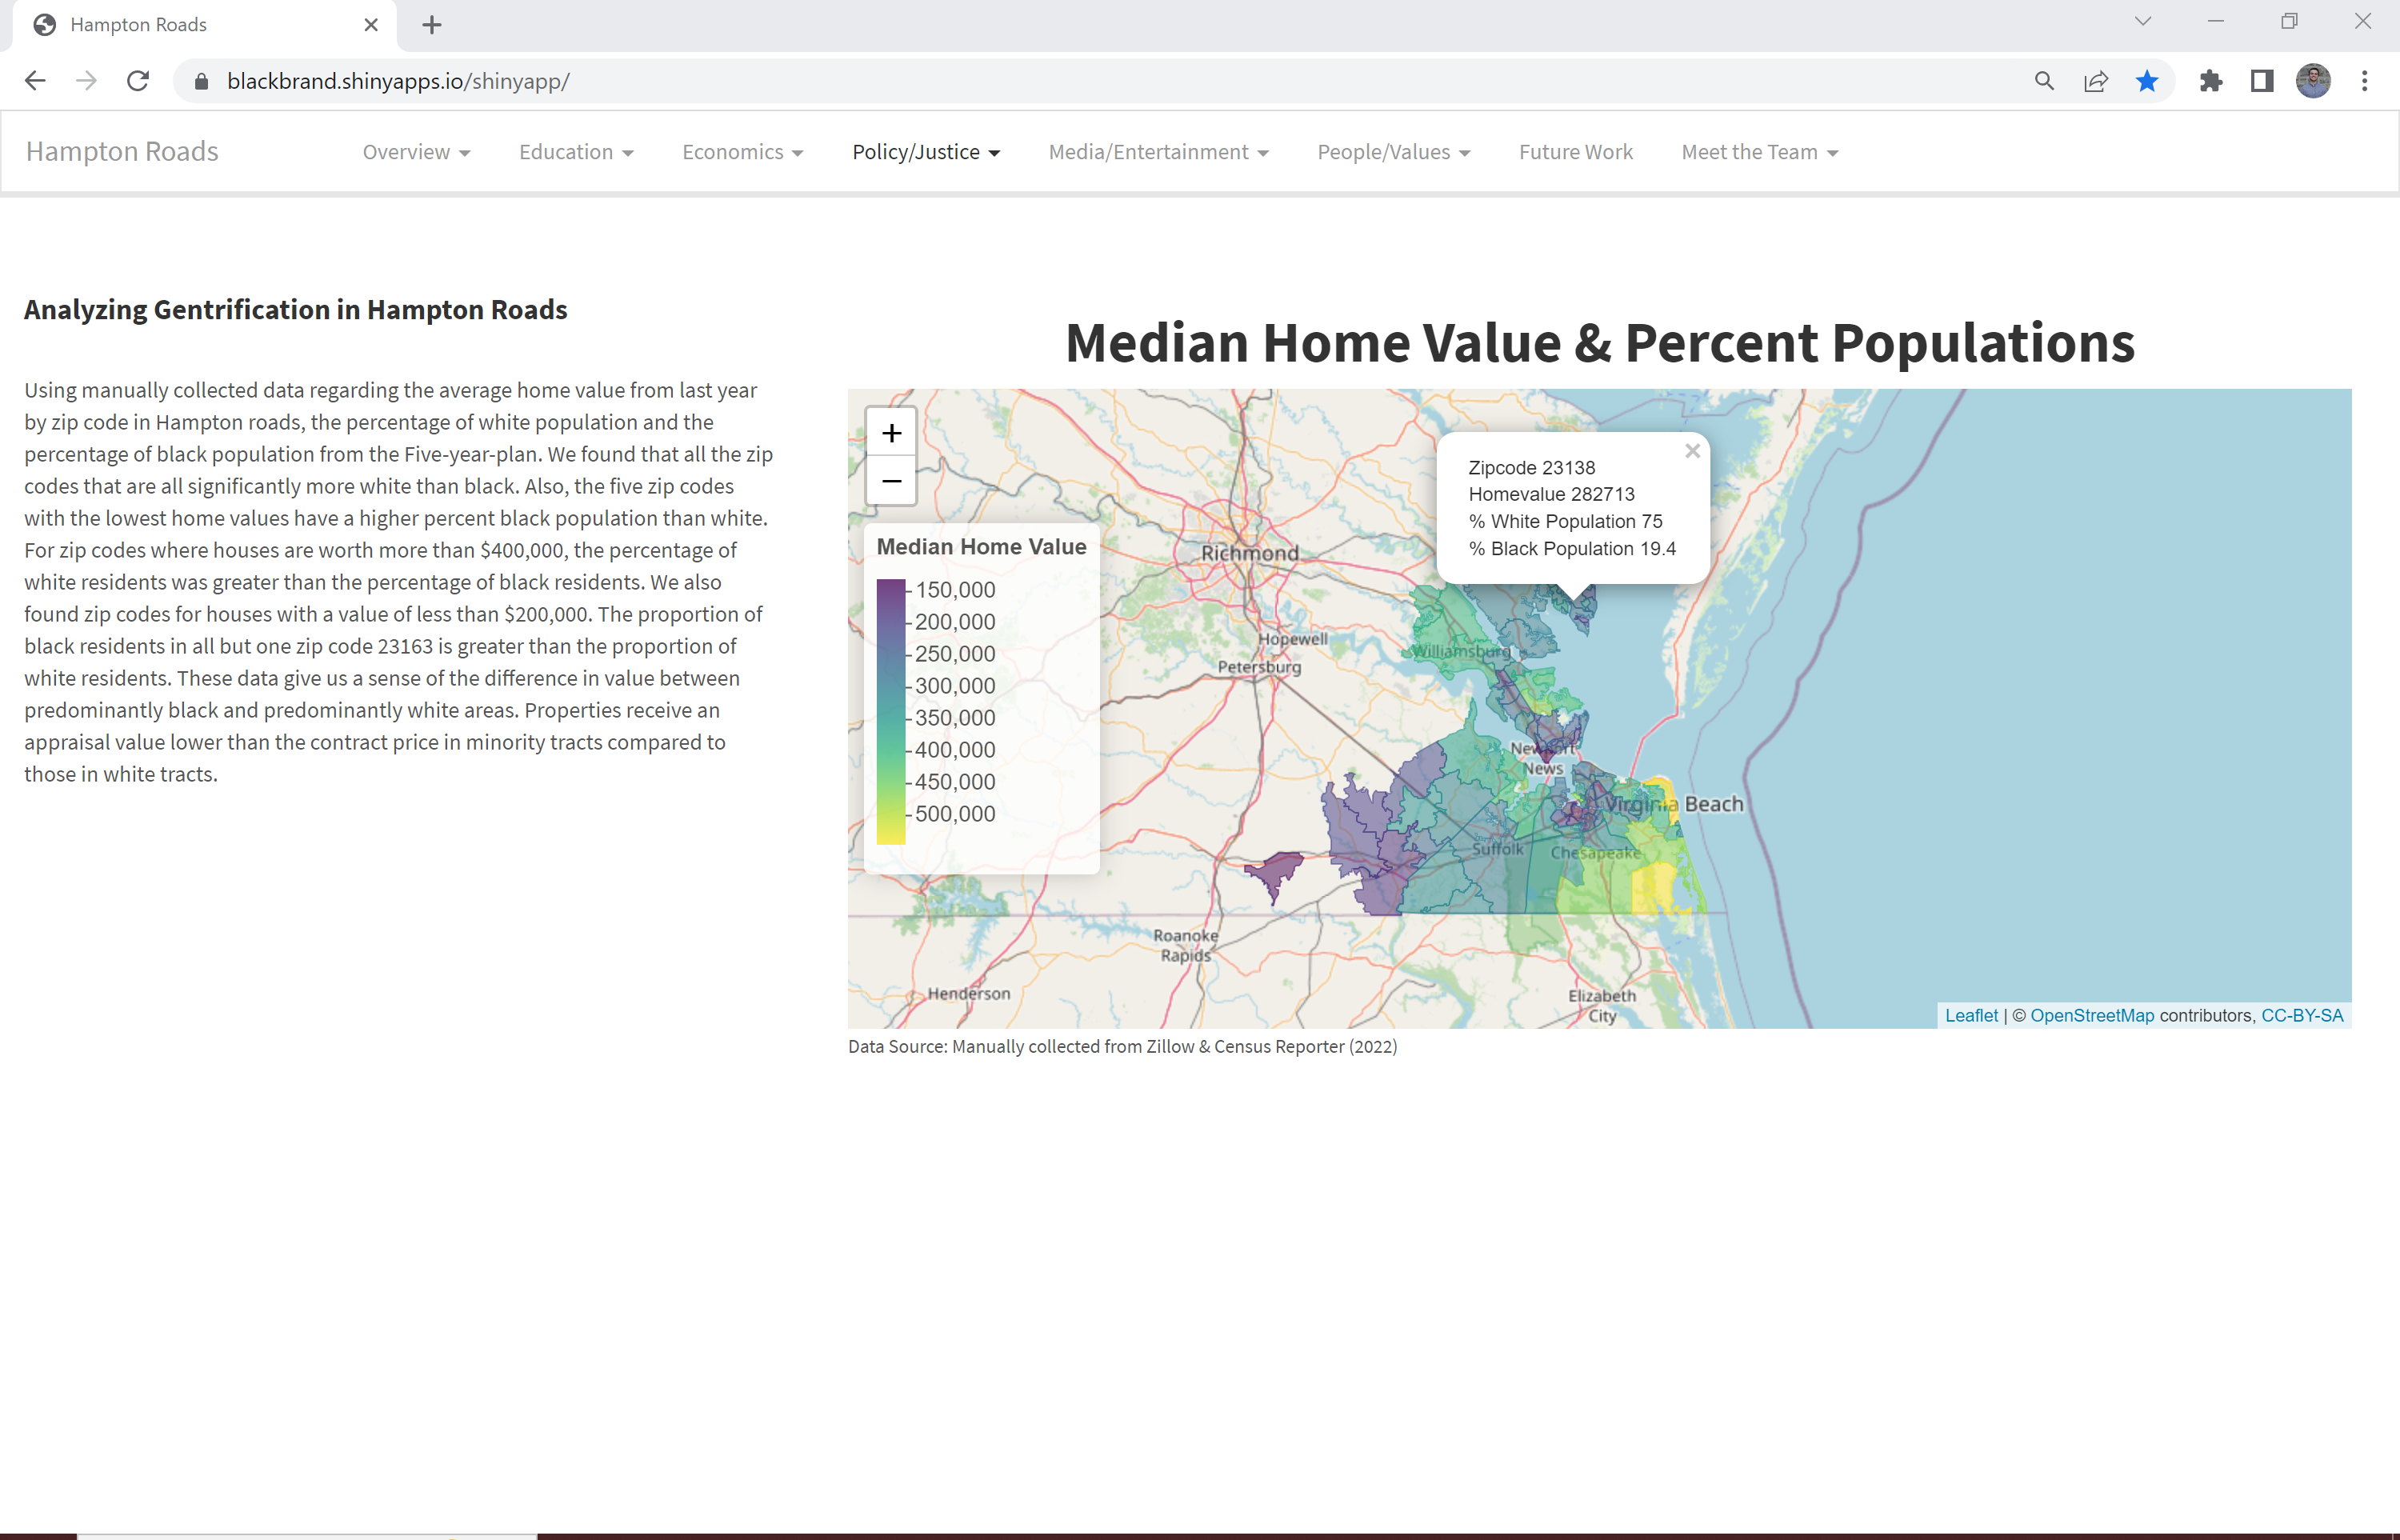 Hampton Roads
blackbrand.shinyapps.io/shinyapp/
Hampton Roads Overview Education Economics Policy/Justice Media/Entertainment People/Values Future Work Meet the Team
Analyzing Gentrification in Hampton Roads
Using manually collected data regarding the average home value from last year
by zip code in Hampton roads, the percentage of white population and the
percentage of black population from the Five-year-plan. We found that all the zip
codes that are all significantly more white than black. Also, the five zip codes
with the lowest home values have a higher percent black population than white.
For zip codes where houses are worth more than $400,000, the percentage of
white residents was greater than the percentage of black residents. We also
found zip codes for houses with a value of less than $200,000. The proportion of
black residents in all but one zip code 23163 is greater than the proportion of
white residents. These data give us a sense of the difference in value between
predominantly black and predominantly white areas. Properties receive an
appraisal value lower than the contract price in minority tracts compared to
those in white tracts.
Median Home Value & Percent Populations
+
−
Zipcode 23138
Homevalue 282713
% White Population 75
% Black Population 19.4
Median Home Value
150,000
200,000
250,000
300,000
350,000
400,000
450,000
500,000
Richmond
Hopewell
Petersburg
Williamsburg
Newport
News
Virginia Beach
Suffolk
Chesapeake
Roanoke
Rapids
Henderson
Elizabeth
City
Leaflet | © OpenStreetMap contributors, CC-BY-SA
Data Source: Manually collected from Zillow & Census Reporter (2022)